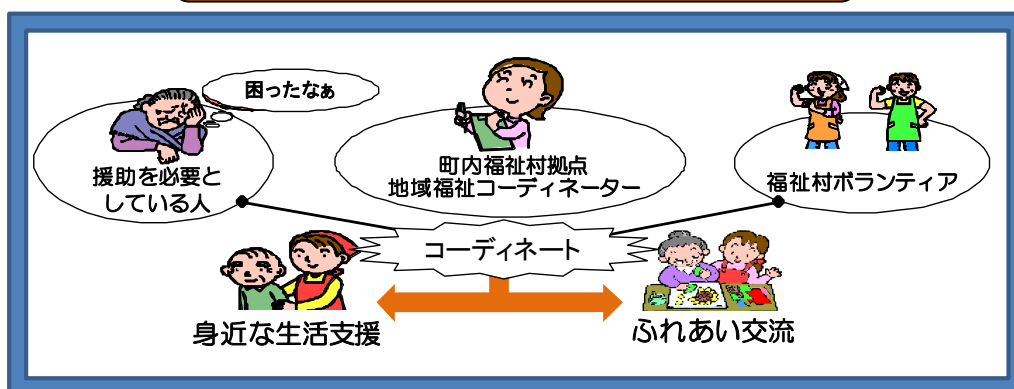 困ったなぁ
援助を必要と
している人
町内福祉村拠点
地域福祉コーディネーター
福祉村ボランティア
コーディネート
身近な生活支援
ふれあい交流